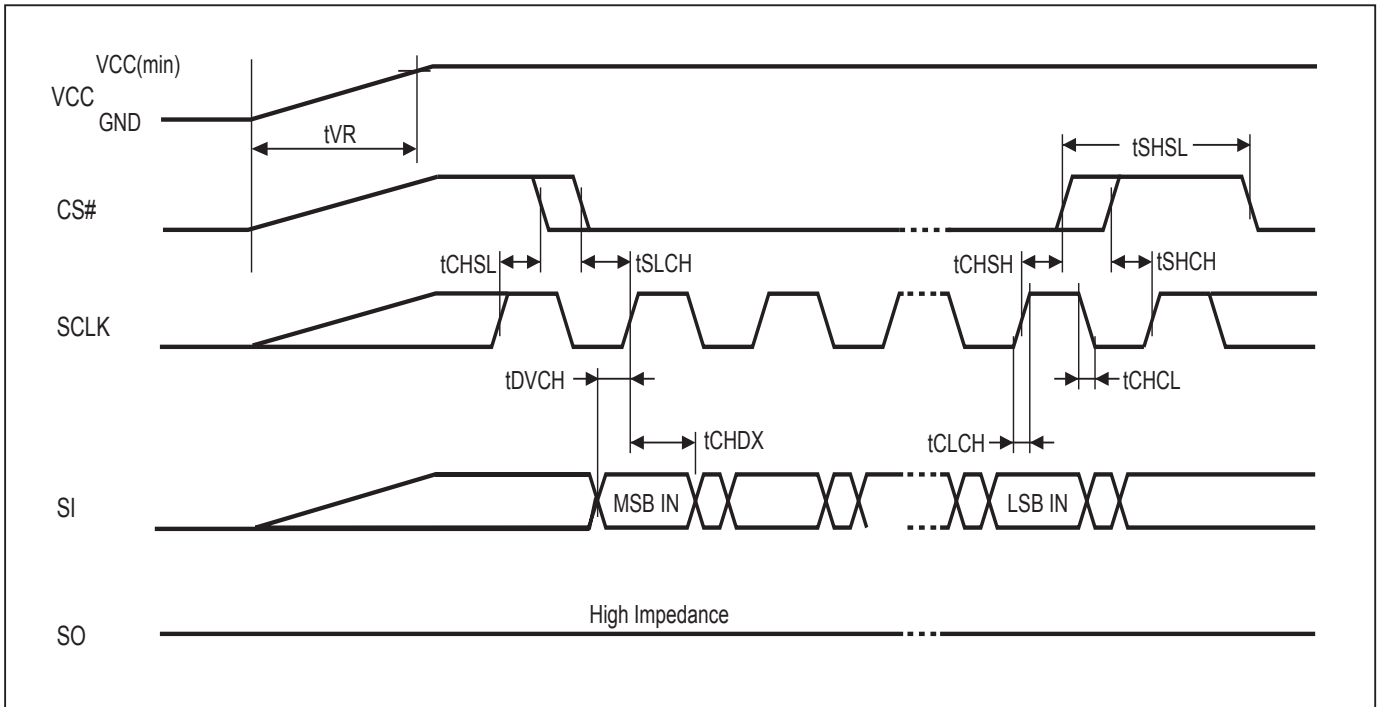 VCC(min)
VCC
GND
tVR
tSHSL
CS#
tCHSL
tSLCH
tCHSH
tSHCH
SCLK
tDVCH
tCHCL
tCHDX
tCLCH
SI
MSB IN
LSB IN
High Impedance
SO